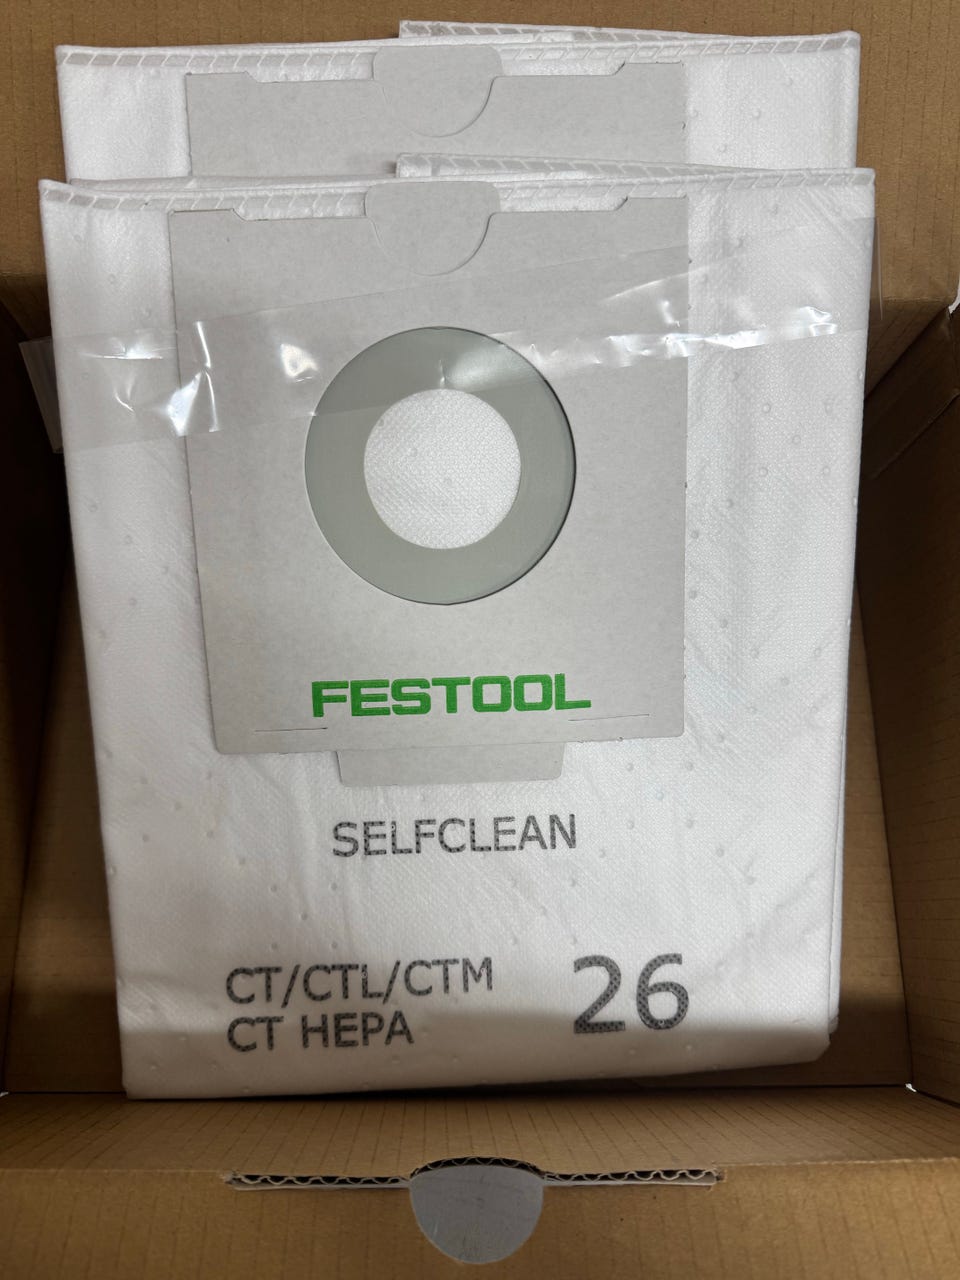 FESTOOL
SELFCLEAN
CT/CTL/CTM
CT HEPA
26